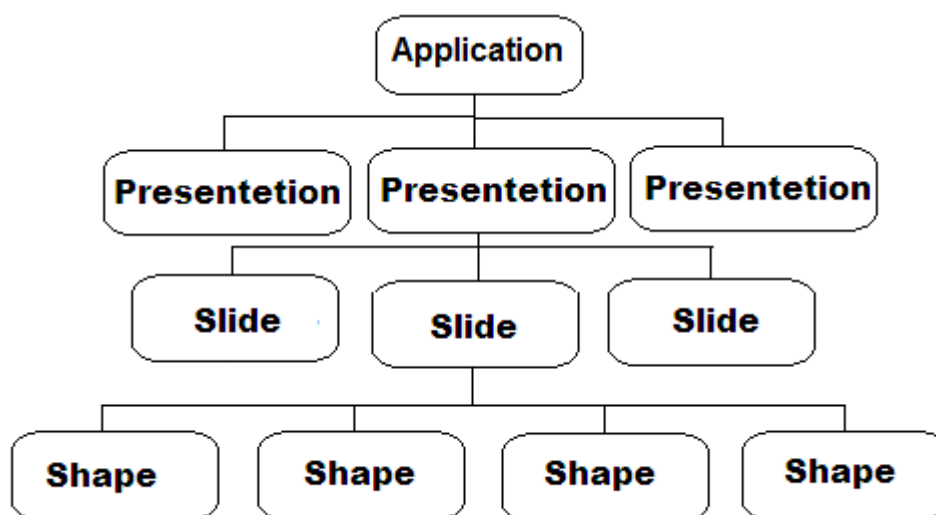 Application
Presentetion
Presentetion
Presentetion
Slide
Slide
Slide
Shape
Shape
Shape
Shape